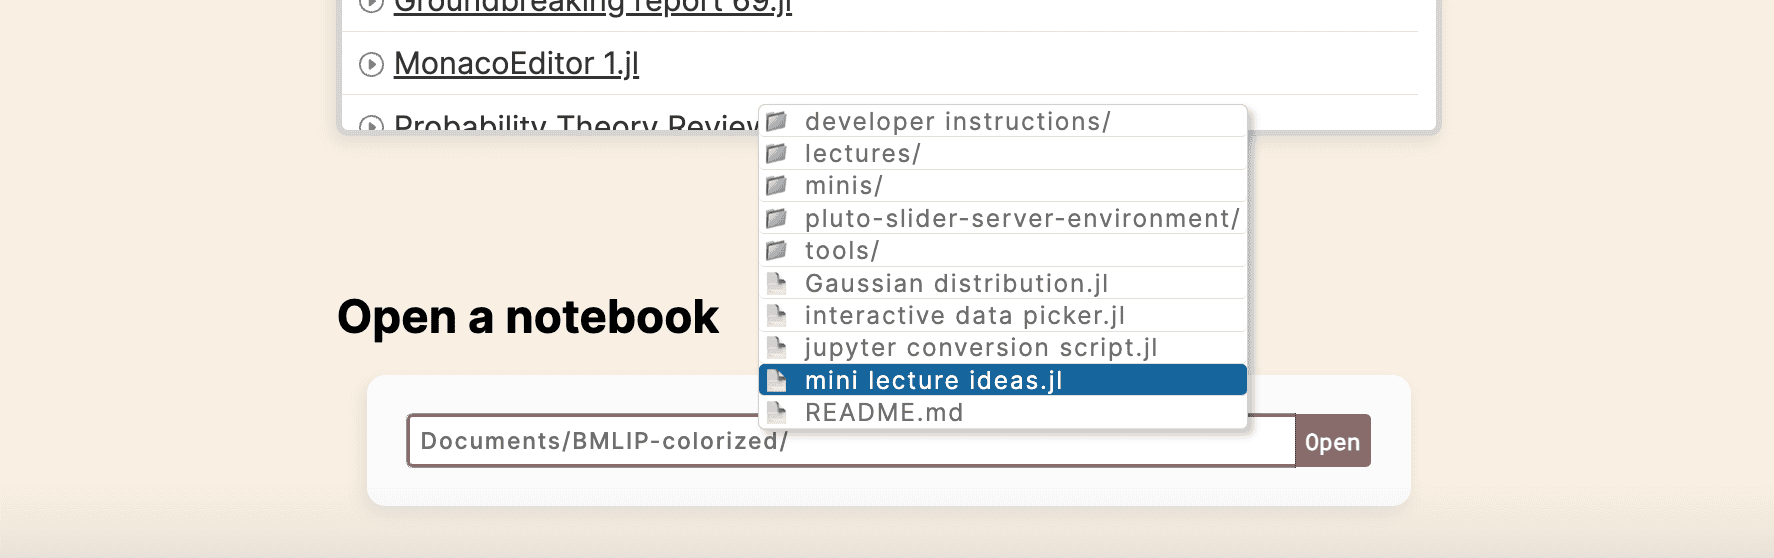 Groundbreaking report 69.jl
MonacoEditor 1.jl
Probability Theory Review
developer instructions/
lectures/
minis/
pluto-slider-server-environment/
tools/
Gaussian distribution.jl
interactive data picker.jl
jupyter conversion script.jl
mini lecture ideas.jl
README.md
Open a notebook
Documents/BMLIP-colorized/
Open